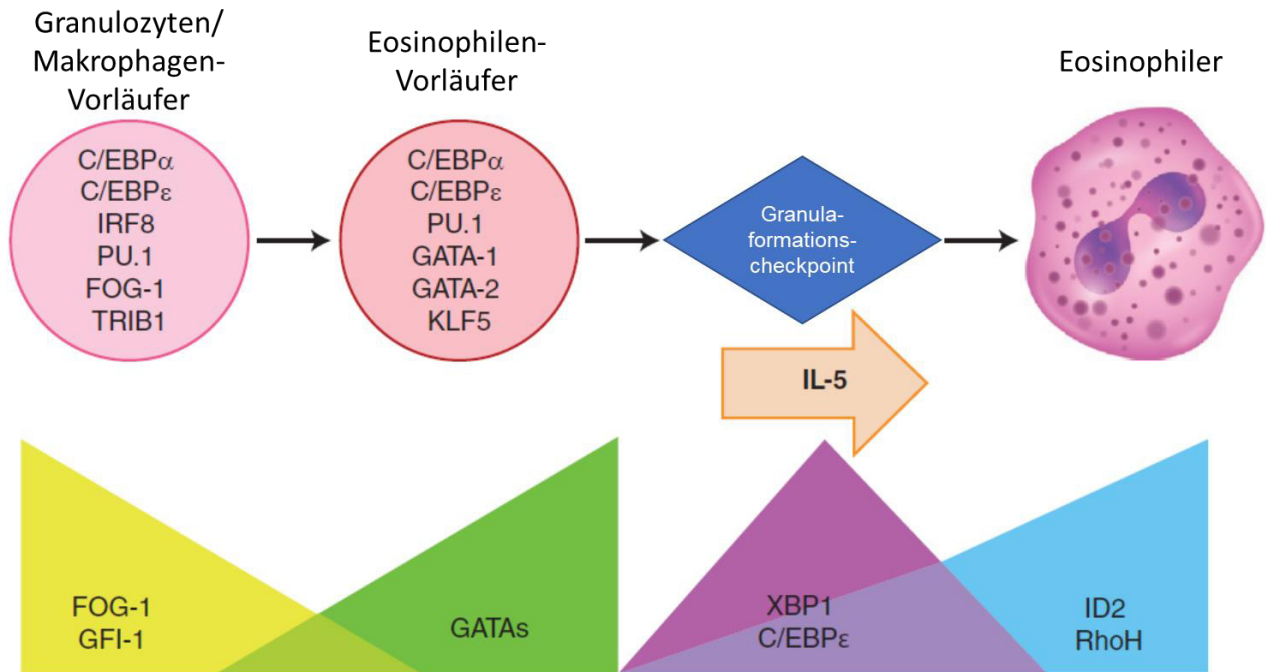 Granulozyten/
Makrophagen-
Vorläufer
Eosinophilen-
Vorläufer
Eosinophiler
C/EBPα
C/EBPε
IRF8
PU.1
FOG-1
TRIB1
C/EBPα
C/EBPε
PU.1
GATA-1
GATA-2
KLF5
Granula-
formations-
checkpoint
IL-5
FOG-1
GFI-1
GATAs
XBP1
C/EBPε
ID2
RhoH